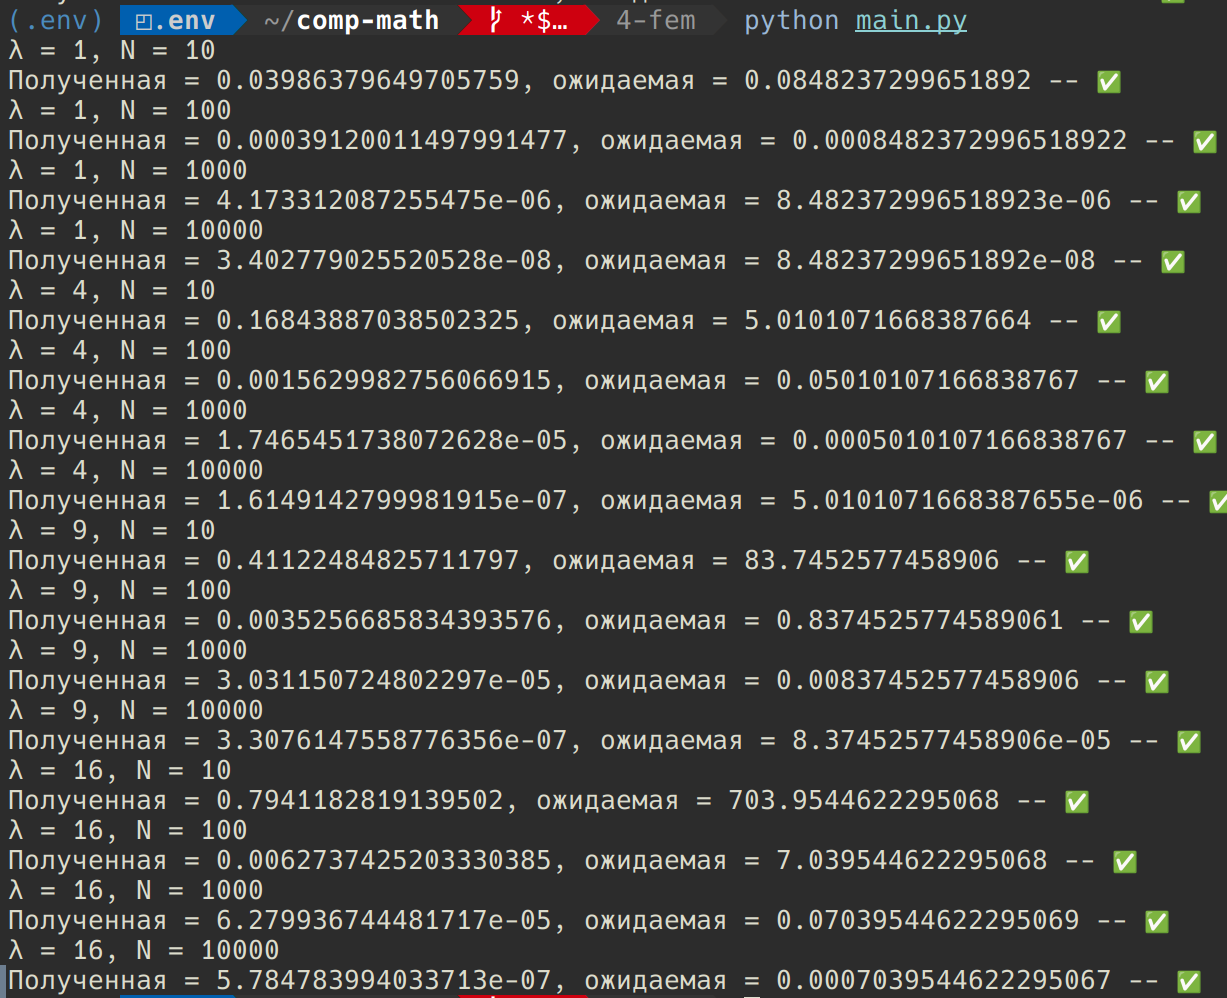 (.env) ◰.env ~/comp-math *$… 4-fem python main.py
λ = 1, N = 10
Полученная = 0.03986379649705759, ожидаемая = 0.0848237299651892 -- ✅
λ = 1, N = 100
Полученная = 0.00039120011497991477, ожидаемая = 0.0008482372996518922 -- ✅
λ = 1, N = 1000
Полученная = 4.173312087255475e-06, ожидаемая = 8.482372996518923e-06 -- ✅
λ = 1, N = 10000
Полученная = 3.402779025520528e-08, ожидаемая = 8.48237299651892e-08 -- ✅
λ = 4, N = 10
Полученная = 0.16843887038502325, ожидаемая = 5.0101071668387664 -- ✅
λ = 4, N = 100
Полученная = 0.0015629982756066915, ожидаемая = 0.05010107166838767 -- ✅
λ = 4, N = 1000
Полученная = 1.7465451738072628e-05, ожидаемая = 0.0005010107166838767 -- ✅
λ = 4, N = 10000
Полученная = 1.6149142799981915e-07, ожидаемая = 5.0101071668387655e-06 -- ✅
λ = 9, N = 10
Полученная = 0.41122484825711797, ожидаемая = 83.7452577458906 -- ✅
λ = 9, N = 100
Полученная = 0.0035256685834393576, ожидаемая = 0.8374525774589061 -- ✅
λ = 9, N = 1000
Полученная = 3.031150724802297e-05, ожидаемая = 0.00837452577458906 -- ✅
λ = 9, N = 10000
Полученная = 3.3076147558776356e-07, ожидаемая = 8.37452577458906e-05 -- ✅
λ = 16, N = 10
Полученная = 0.7941182819139502, ожидаемая = 703.9544622295068 -- ✅
λ = 16, N = 100
Полученная = 0.0062737425203330385, ожидаемая = 7.039544622295068 -- ✅
λ = 16, N = 1000
Полученная = 6.279936744481717e-05, ожидаемая = 0.07039544622295069 -- ✅
λ = 16, N = 10000
Полученная = 5.784783994033713e-07, ожидаемая = 0.00070395446222950​67 -- ✅